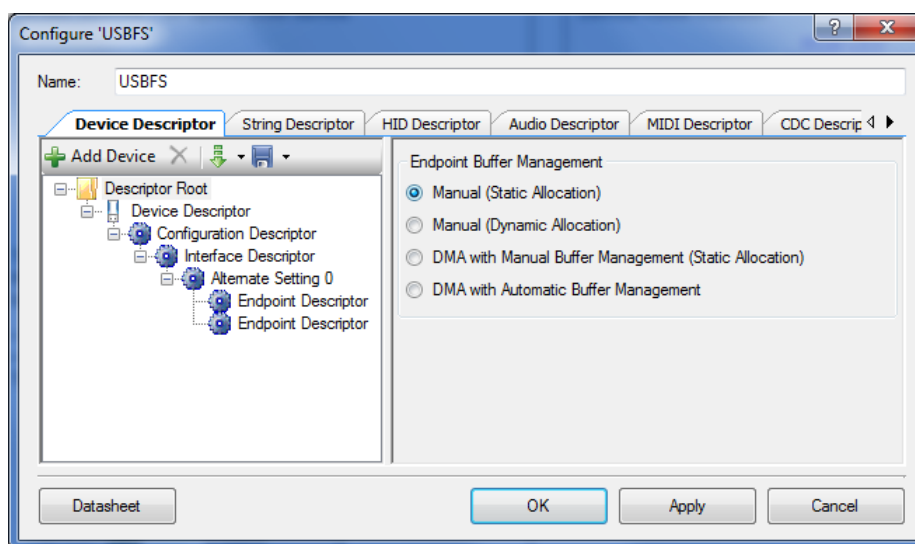 Configure 'USBFS'
?
X
Name: USBFS
Device Descriptor String Descriptor HID Descriptor Audio Descriptor MIDI Descriptor CDC Descrip
Add Device
Descriptor Root
Device Descriptor
Configuration Descriptor
Interface Descriptor
Alternate Setting 0
Endpoint Descriptor
Endpoint Descriptor
Endpoint Buffer Management
Manual (Static Allocation)
Manual (Dynamic Allocation)
DMA with Manual Buffer Management (Static Allocation)
DMA with Automatic Buffer Management
Datasheet OK Apply Cancel